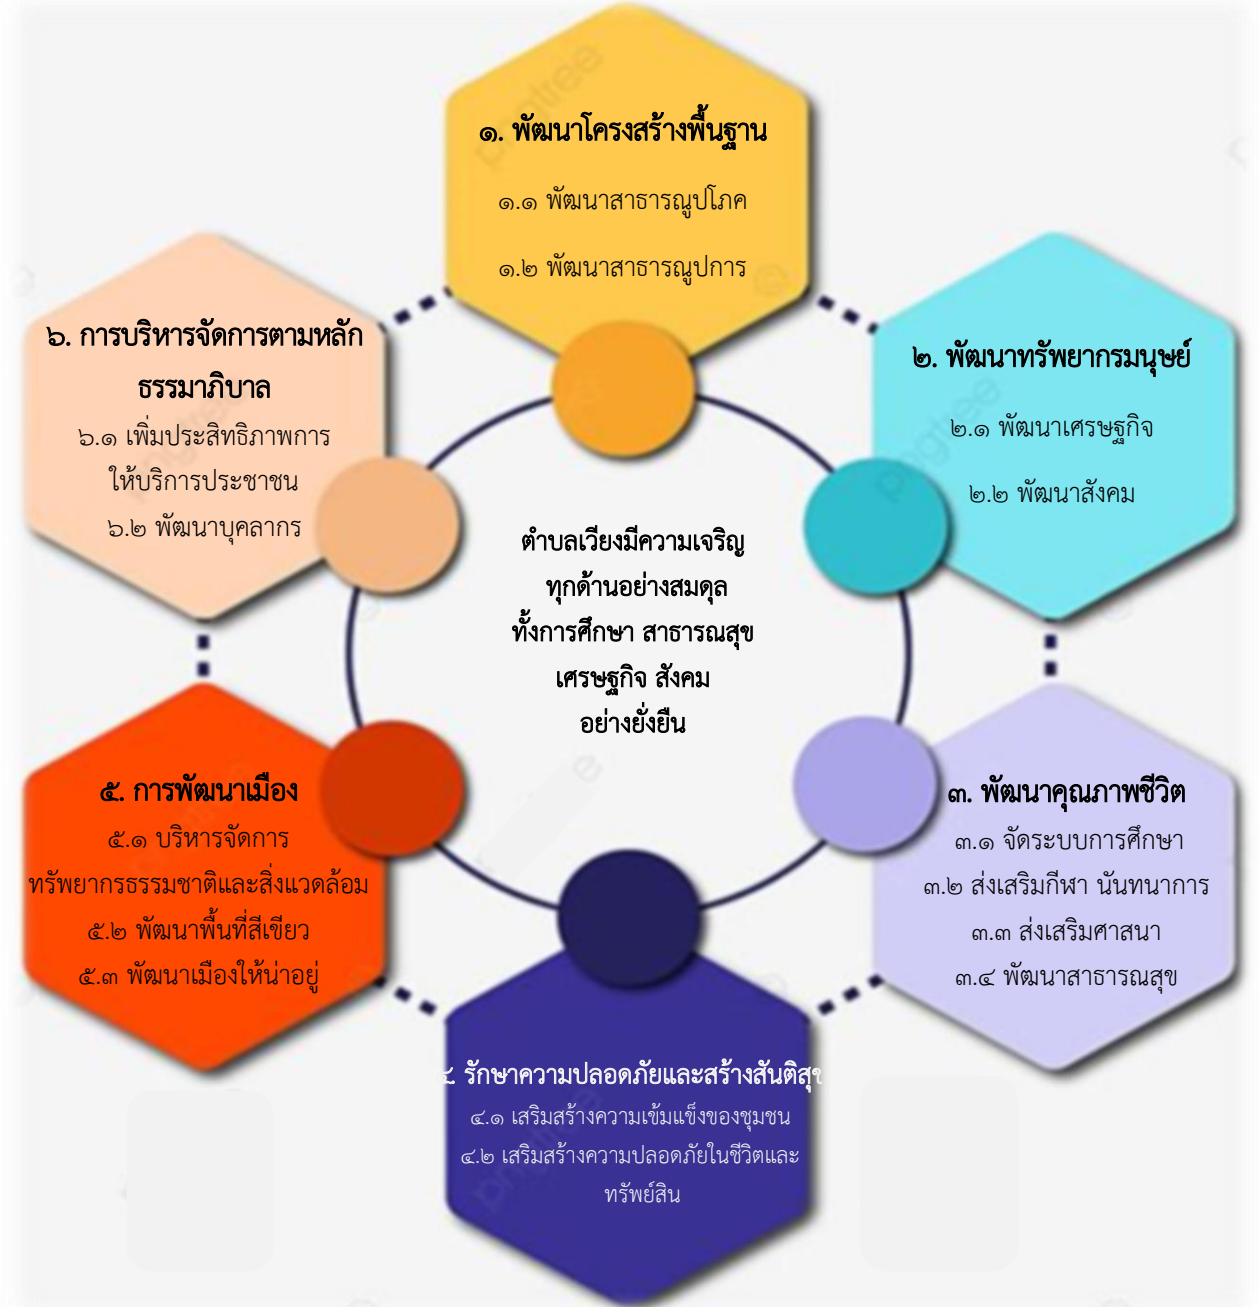 ๑. พัฒนาโครงสร้างพื้นฐาน
๑.๑ พัฒนาสาธารณูปโภค
๑.๒ พัฒนาสาธารณูปการ
๒. พัฒนาทรัพยากรมนุษย์
๒.๑ พัฒนาเศรษฐกิจ
๒.๒ พัฒนาสังคม
๓. พัฒนาคุณภาพชีวิต
๓.๑ จัดระบบการศึกษา
๓.๒ ส่งเสริมกีฬา นันทนาการ
๓.๓ ส่งเสริมศาสนา
๓.๔ พัฒนาสาธารณสุข
รักษาความปลอดภัยและสร้างสันติสุข
๔.๑ เสริมสร้างความเข้มแข็งของชุมชน
๔.๒ เสริมสร้างความปลอดภัยในชีวิตและ
ทรัพย์สิน
๕. การพัฒนาเมือง
๕.๑ บริหารจัดการ
ทรัพยากรธรรมชาติและสิ่งแวดล้อม
๕.๒ พัฒนาพื้นที่สีเขียว
๕.๓ พัฒนาเมืองให้น่าอยู่
๖. การบริหารจัดการตามหลัก
ธรรมาภิบาล
๖.๑ เพิ่มประสิทธิภาพการ
ให้บริการประชาชน
๖.๒ พัฒนาบุคลากร
ตำบลเวียงมีความเจริญ
ทุกด้านอย่างสมดุล
ทั้งการศึกษา สาธารณสุข
เศรษฐกิจ สังคม
อย่างยั่งยืน